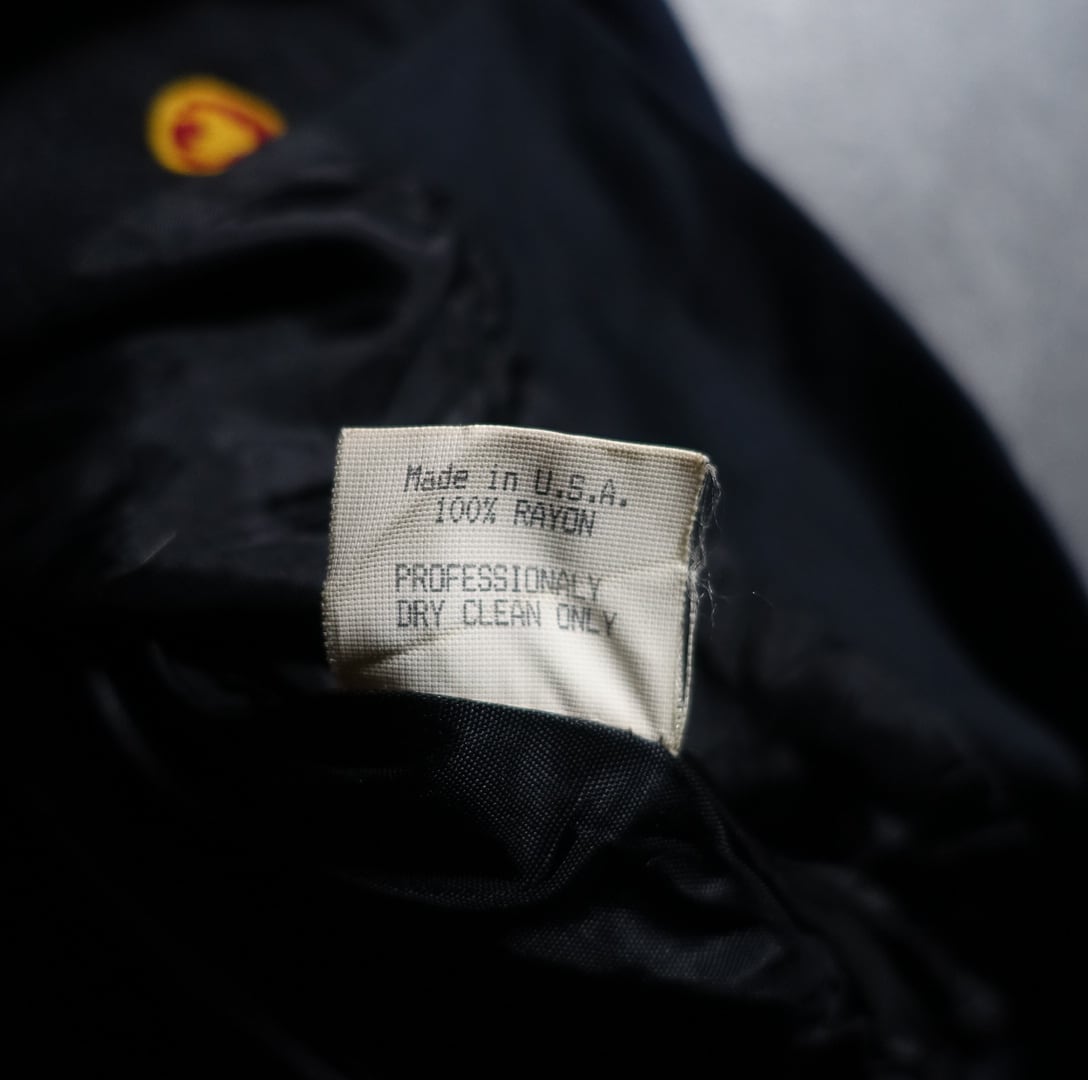 Made in U.S.A.
100% RAYON
PROFESSIONALY
DRY CLEAN ONLY